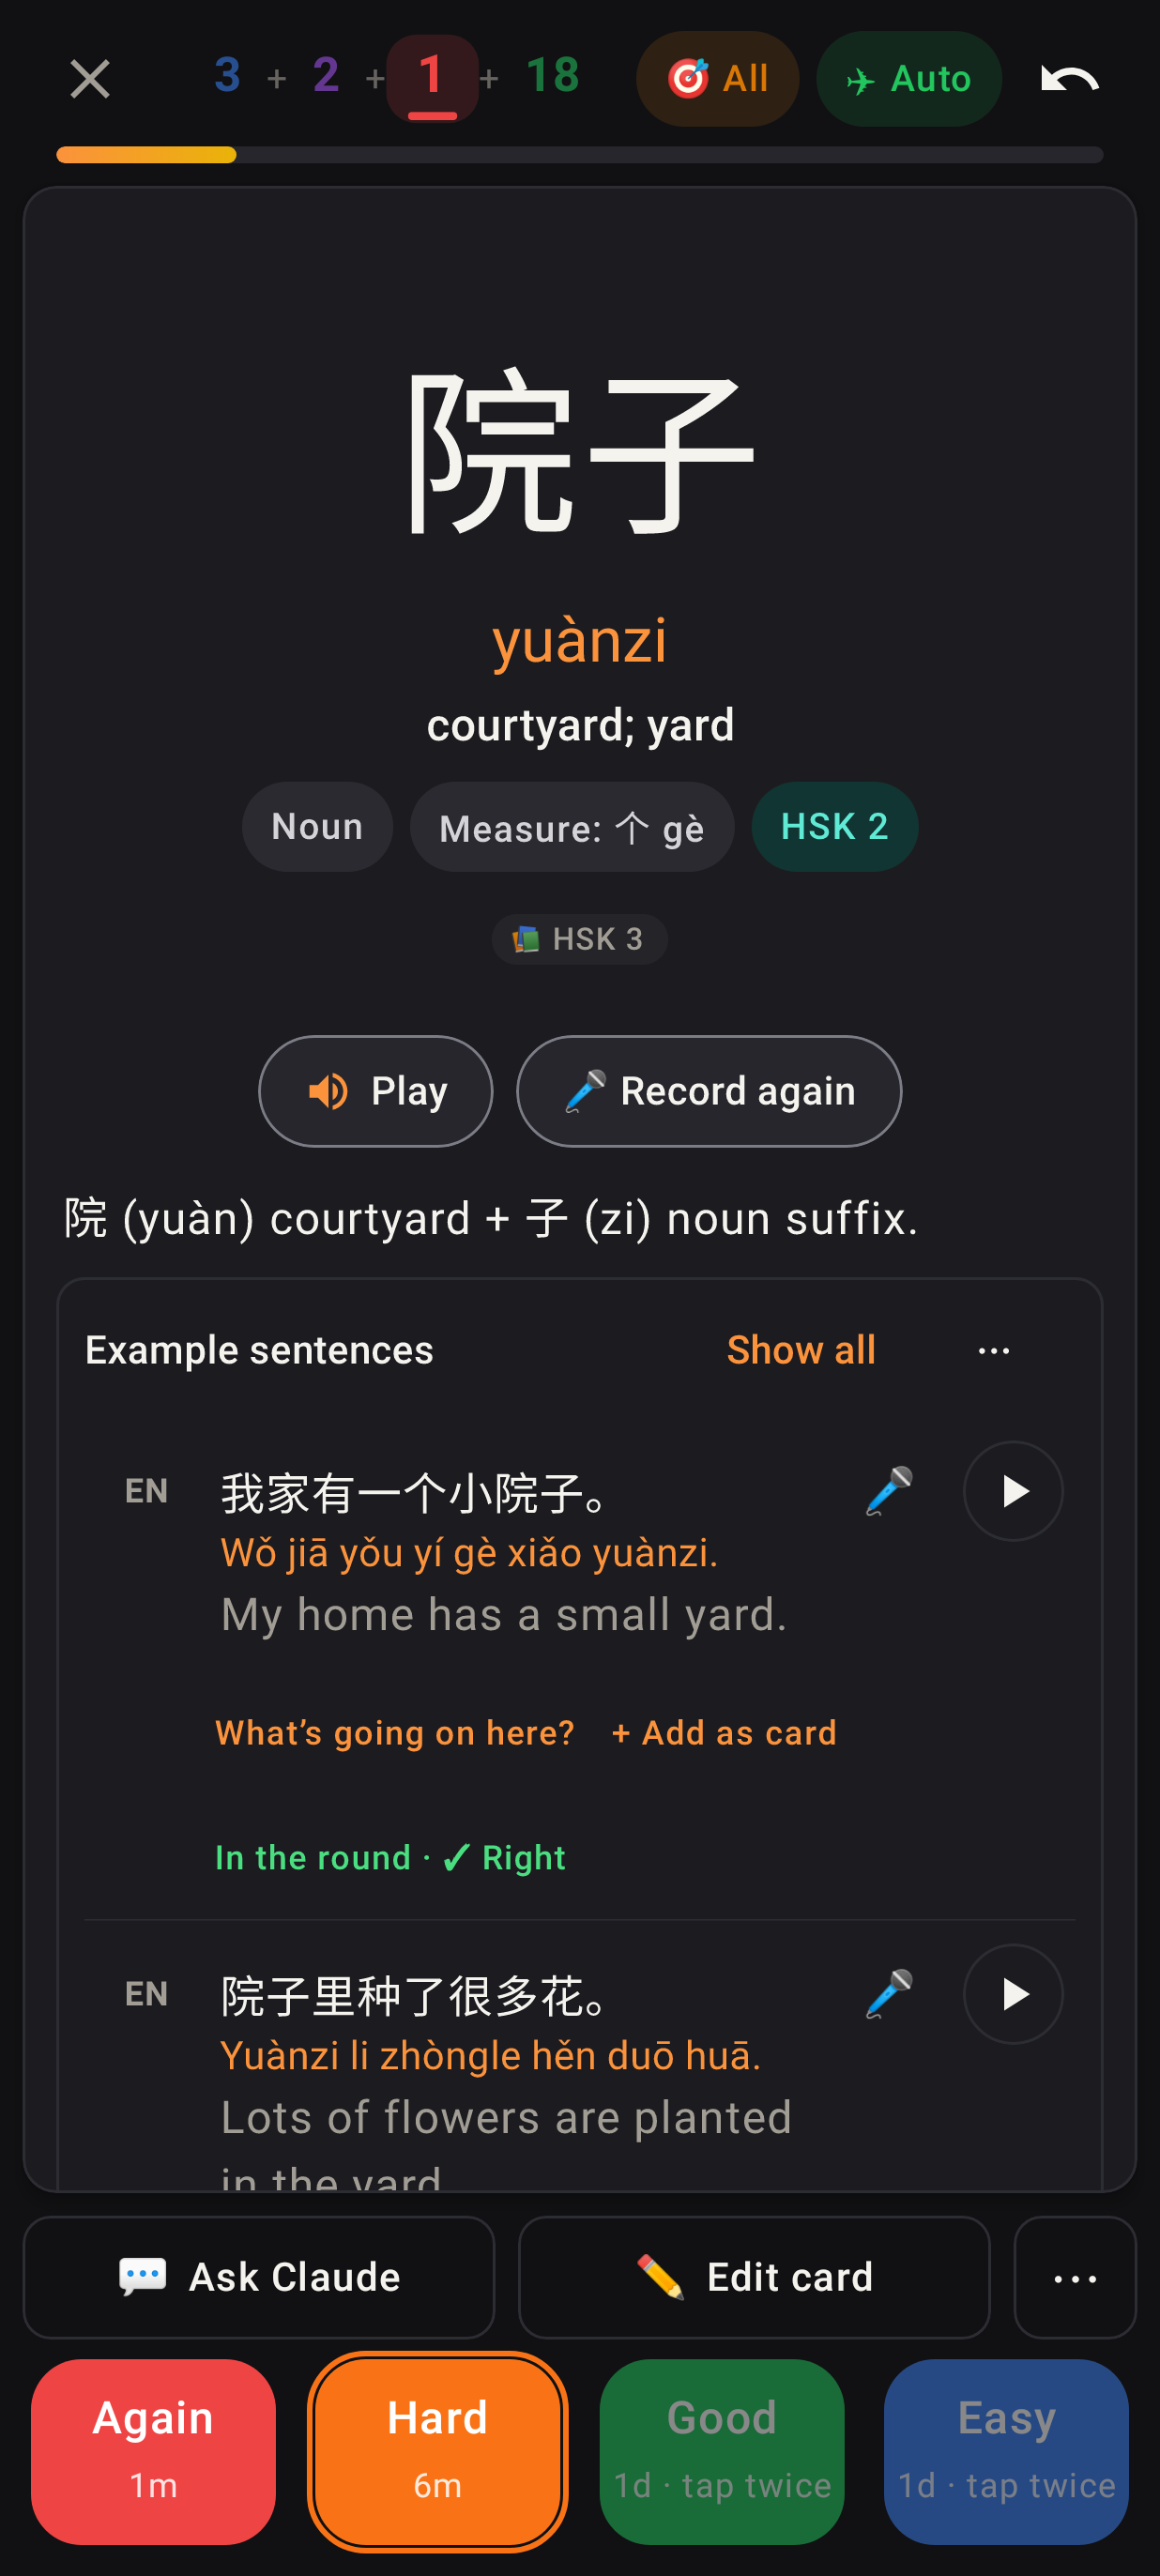 3 + 2 + 1 + 18 🎯 All ✈ Auto
院子
yuànzi
courtyard; yard
Noun Measure: 个 gè HSK 2
HSK 3
Play 🎤 Record again
院 (yuàn) courtyard + 子 (zi) noun suffix.
Example sentences Show all ···
EN 我家有一个小院子。
Wǒ jiā yǒu yí gè xiǎo yuànzi.
My home has a small yard.
What’s going on here? + Add as card
In the round · ✓ Right
EN 院子里种了很多花。
Yuànzi li zhòngle hěn duō huā.
Lots of flowers are planted
in the yard
💬 Ask Claude ✏️ Edit card ···
Again Hard Good Easy
1m 6m 1d · tap twice 1d · tap twice